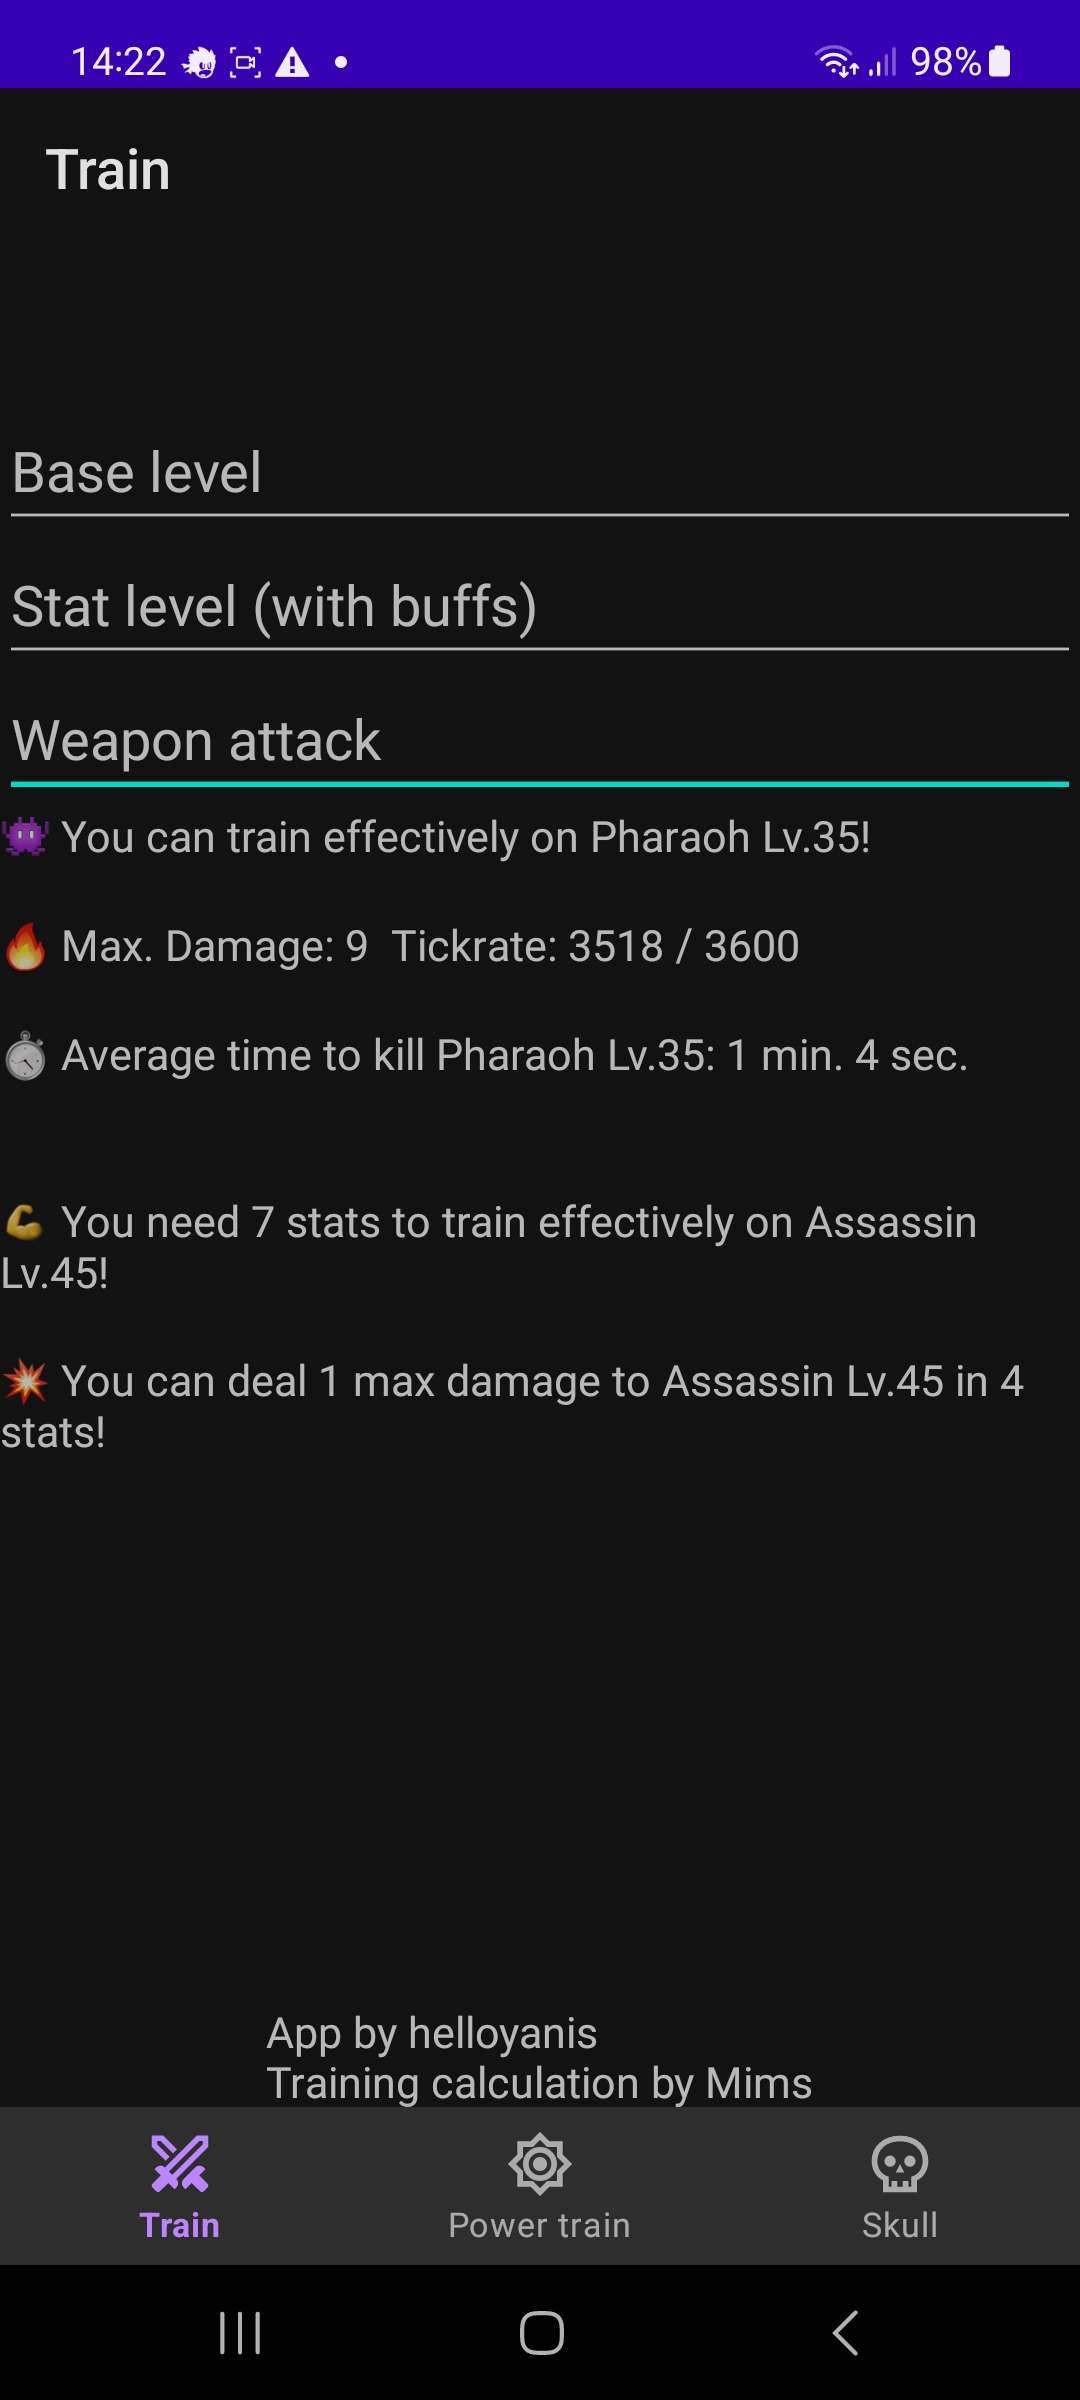 14:22
98%
Train
Base level
Stat level (with buffs)
Weapon attack
👾 You can train effectively on Pharaoh Lv.35!
🔥 Max. Damage: 9  Tickrate: 3518 / 3600
⏱ Average time to kill Pharaoh Lv.35: 1 min. 4 sec.
💪 You need 7 stats to train effectively on Assassin
Lv.45!
💥 You can deal 1 max damage to Assassin Lv.45 in 4
stats!
App by helloyanis
Training calculation by Mims
Train
Power train
Skull